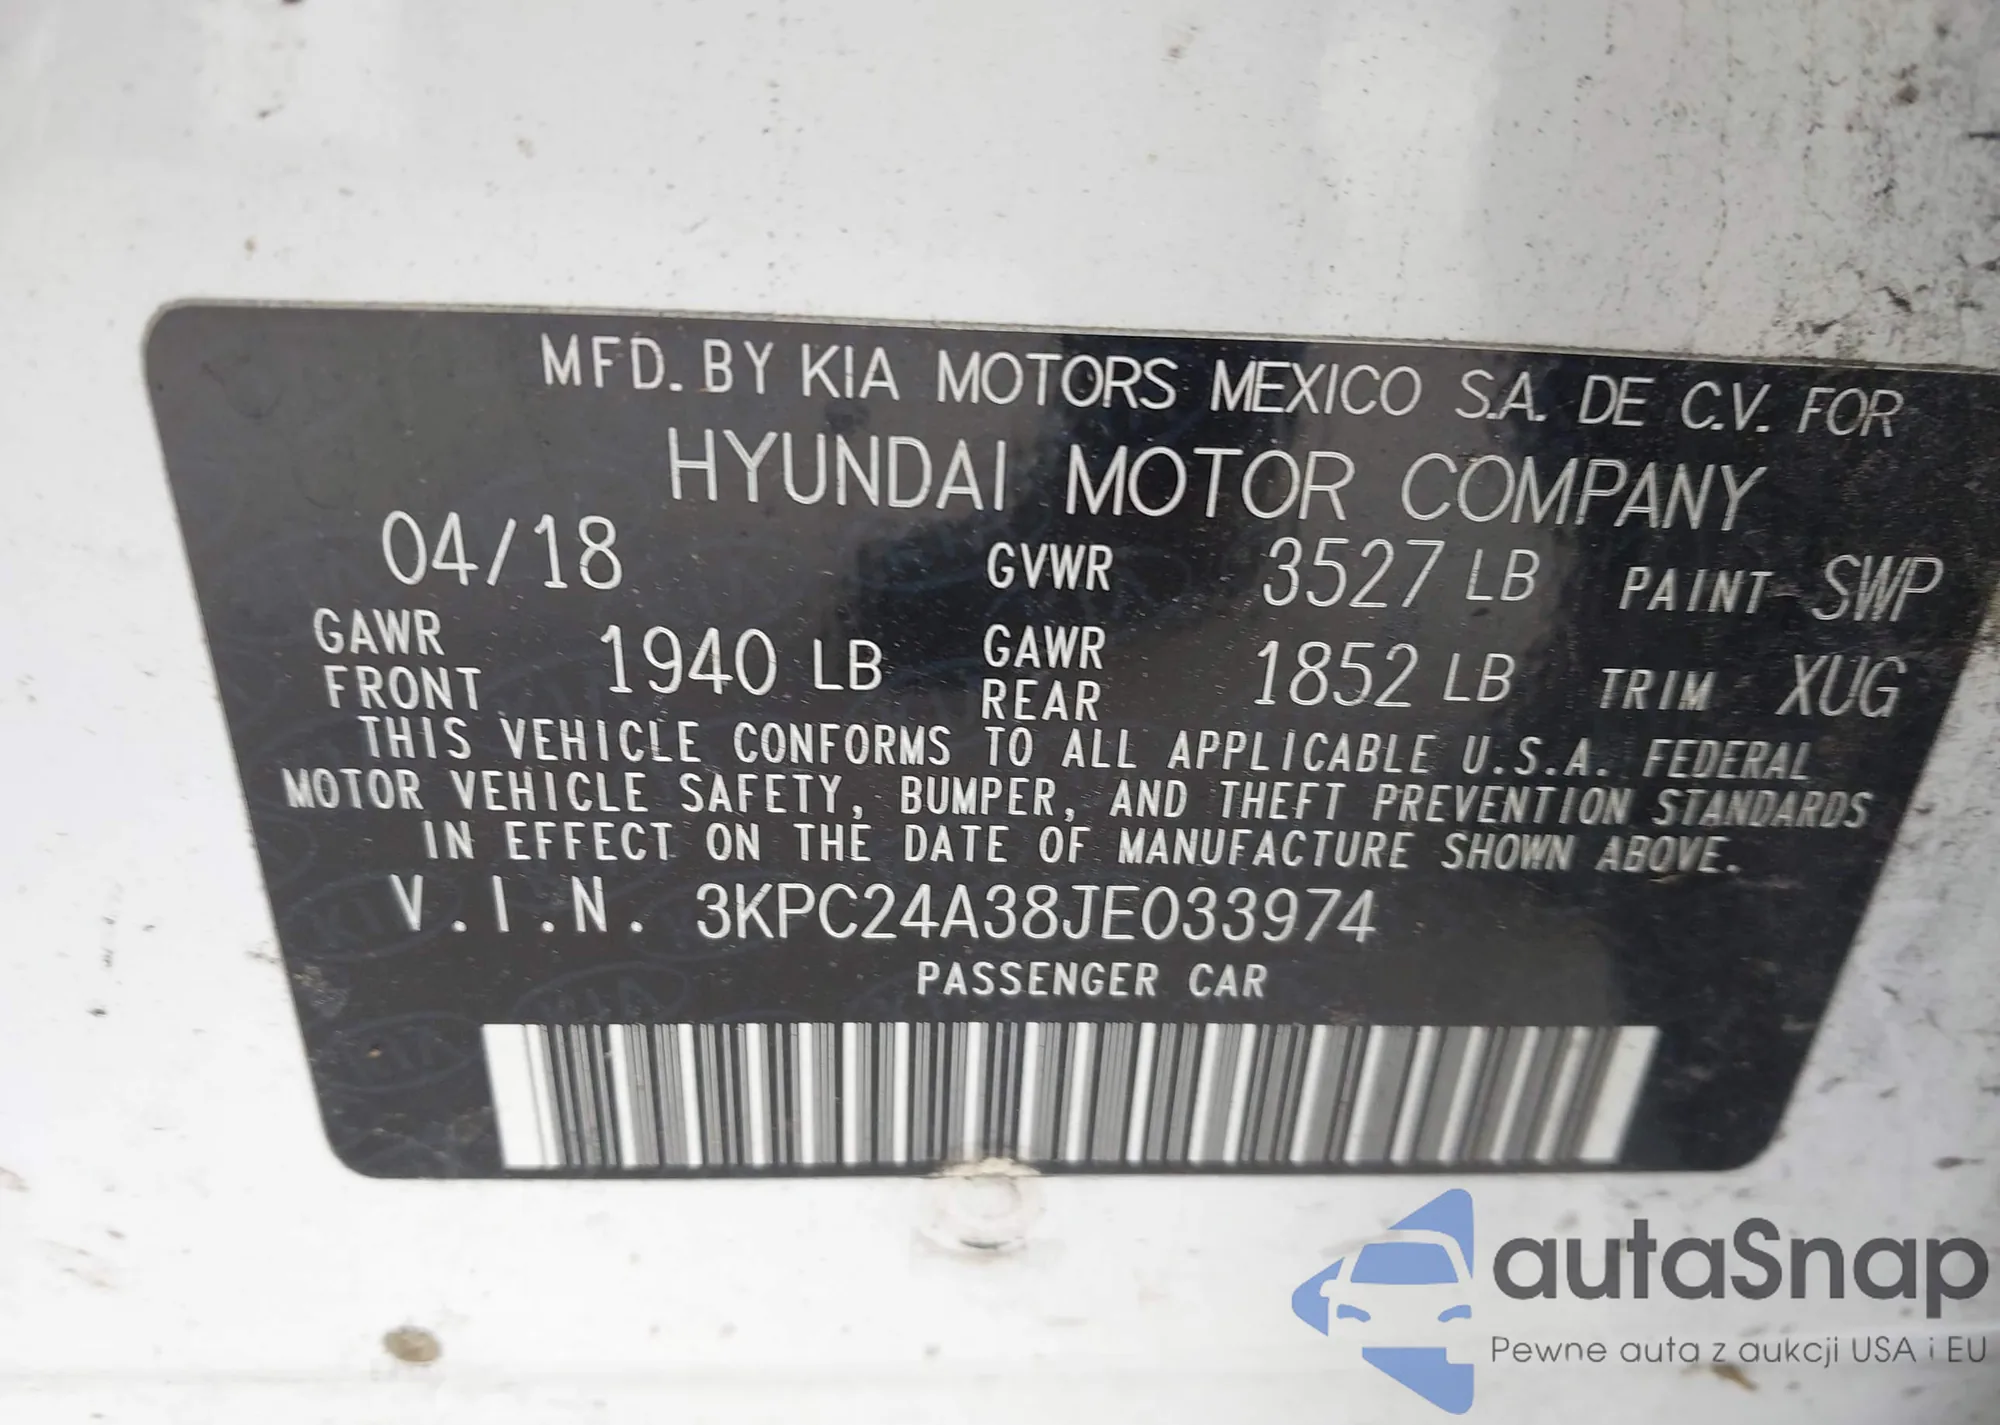 MFD. BY KIA MOTORS MEXICO S.A. DE C.V. FOR
HYUNDAI MOTOR COMPANY
04/18 GVWR 3527 LB PAINT SWP
GAWR FRONT 1940 LB GAWR REAR 1852 LB TRIM XUG
THIS VEHICLE CONFORMS TO ALL APPLICABLE U.S.A. FEDERAL
MOTOR VEHICLE SAFETY, BUMPER, AND THEFT PREVENTION STANDARDS
IN EFFECT ON THE DATE OF MANUFACTURE SHOWN ABOVE.
V.I.N. 3KPC24A38JE033974
PASSENGER CAR
autaSnap
Pewne auta z aukcji USA i EU